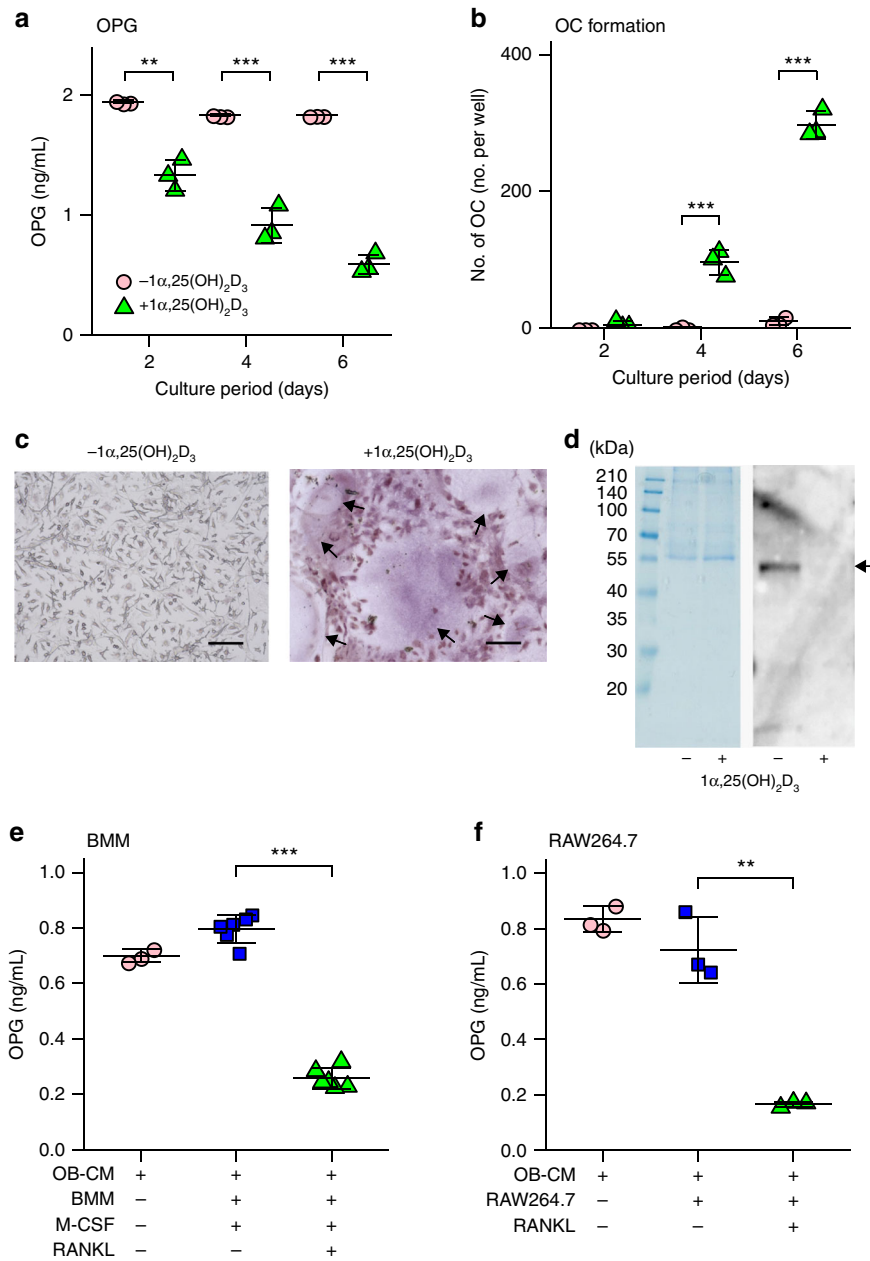 a
OPG
**
***
***
2
1
0
OPG (ng/mL)
–1α,25(OH)2D3
+1α,25(OH)2D3
2
4
6
Culture period (days)
b
OC formation
***
***
400
200
0
No. of OC (no. per well)
2
4
6
Culture period (days)
c
–1α,25(OH)2D3
+1α,25(OH)2D3
d
(kDa)
210
140
100
70
55
40
35
30
20
– + – +
1α,25(OH)2D3
e
BMM
***
1.0
0.8
0.6
0.4
0.2
0.0
OPG (ng/mL)
OB-CM + + +
BMM – + +
M-CSF – + +
RANKL – – +
f
RAW264.7
**
1.0
0.8
0.6
0.4
0.2
0.0
OPG (ng/mL)
OB-CM + + +
RAW264.7 – + +
RANKL – – +